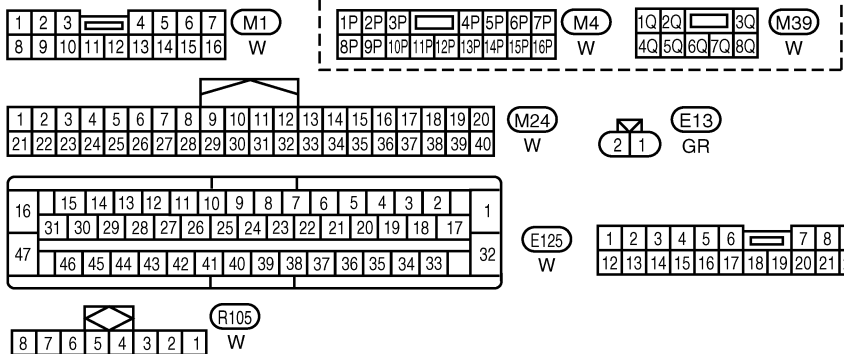 1 2 3 4 5 6 7 M1
8 9 10 11 12 13 14 15 16 W
1P 2P 3P 4P 5P 6P 7P M4
8P 9P 10P 11P 12P 13P 14P 15P 16P W
1Q 2Q 3Q M39
4Q 5Q 6Q 7Q 8Q W
1 2 3 4 5 6 7 8 9 10 11 12 13 14 15 16 17 18 19 20 M24
21 22 23 24 25 26 27 28 29 30 31 32 33 34 35 36 37 38 39 40 W
E13
2 1 GR
16 15 14 13 12 11 10 9 8 7 6 5 4 3 2 1
31 30 29 28 27 26 25 24 23 22 21 20 19 18 17
47 46 45 44 43 42 41 40 39 38 37 36 35 34 33 32
E125
W
1 2 3 4 5 6 7 8
12 13 14 15 16 17 18 19 20 21
R105
8 7 6 5 4 3 2 1 W